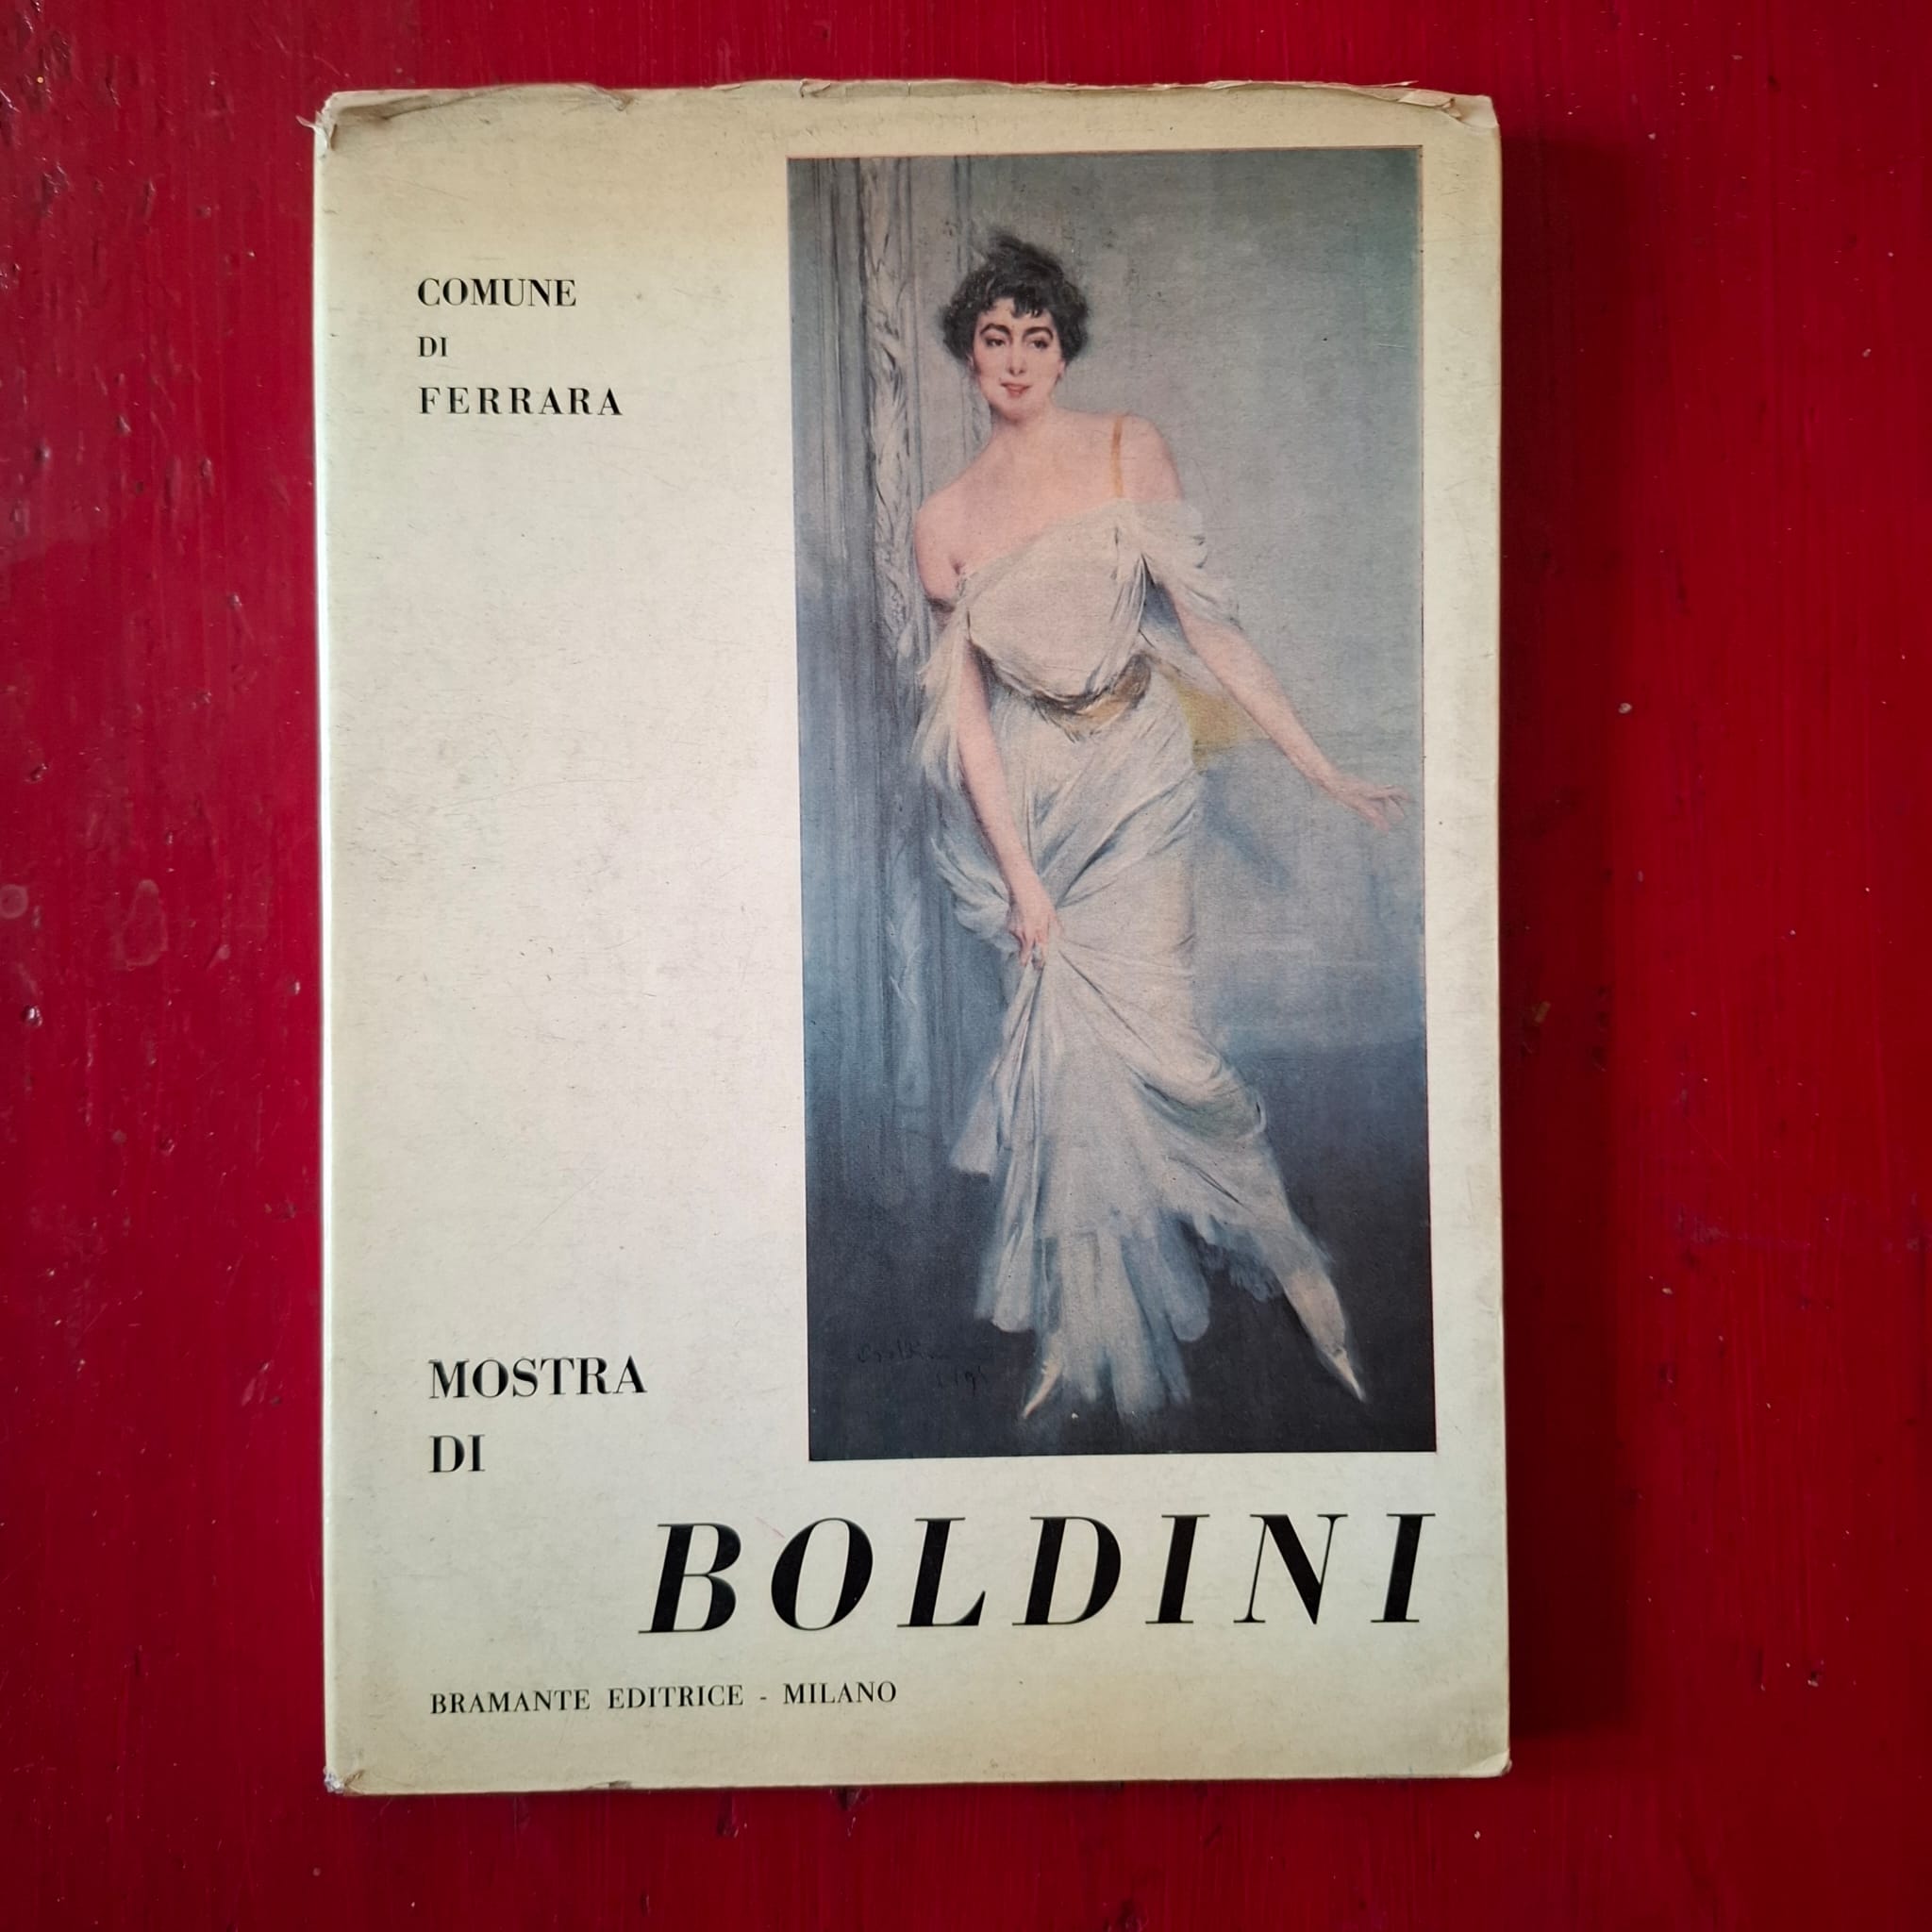 COMUNE
DI
FERRARA
MOSTRA
DI
BOLDINI
BRAMANTE EDITRICE - MILANO